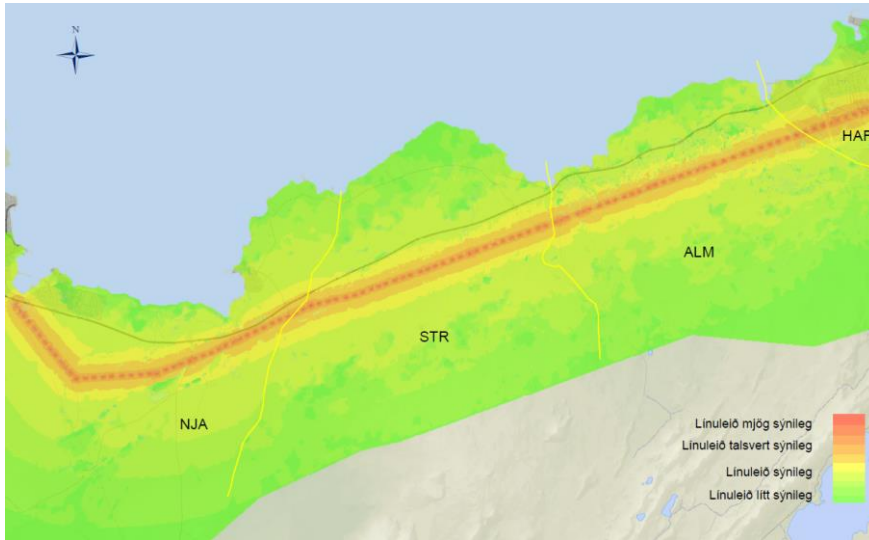 N
HAF
ALM
STR
NJA
Línuleið mjög sýnileg
Línuleið talsvert sýnileg
Línuleið sýnileg
Línuleið lítt sýnileg